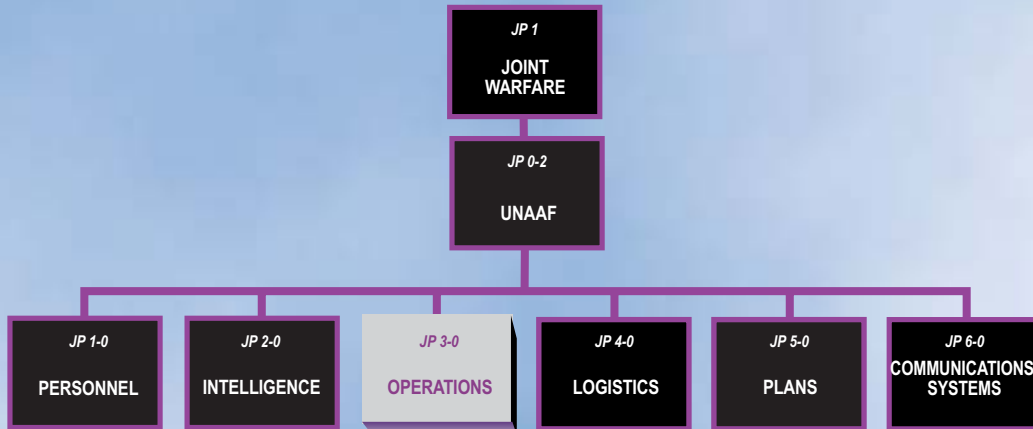 JP 1
JOINT
WARFARE
JP 0-2
UNAAF
JP 1-0
PERSONNEL
JP 2-0
INTELLIGENCE
JP 3-0
OPERATIONS
JP 4-0
LOGISTICS
JP 5-0
PLANS
JP 6-0
COMMUNICATIONS
SYSTEMS